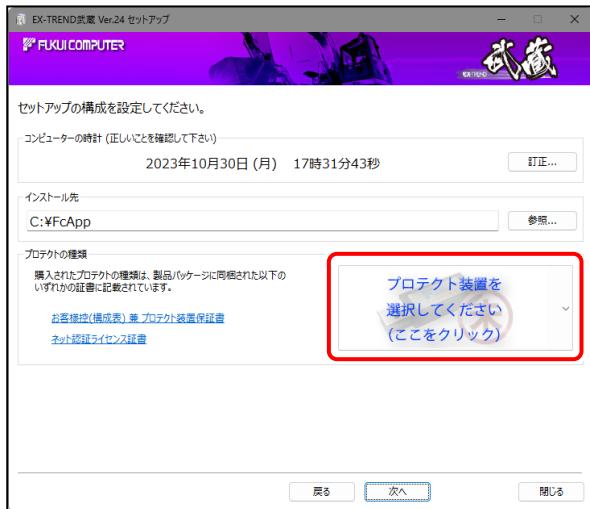 EX-TREND武蔵 Ver.24 セットアップ
FUKUI COMPUTER
EX-TREND 武蔵
セットアップの構成を設定してください。
コンピューターの時計 (正しいことを確認して下さい)
2023年10月30日 (月) 17時31分43秒
訂正...
インストール先
C:¥FcApp
参照...
プロテクトの種類
購入されたプロテクトの種類は、製品パッケージに同梱された以下の
いずれかの証書に記載されています。
お客様控(構成表) 兼 プロテクト装置保証書
ネット認証ライセンス証書
プロテクト装置を
選択してください
(ここをクリック)
戻る
次へ
閉じる